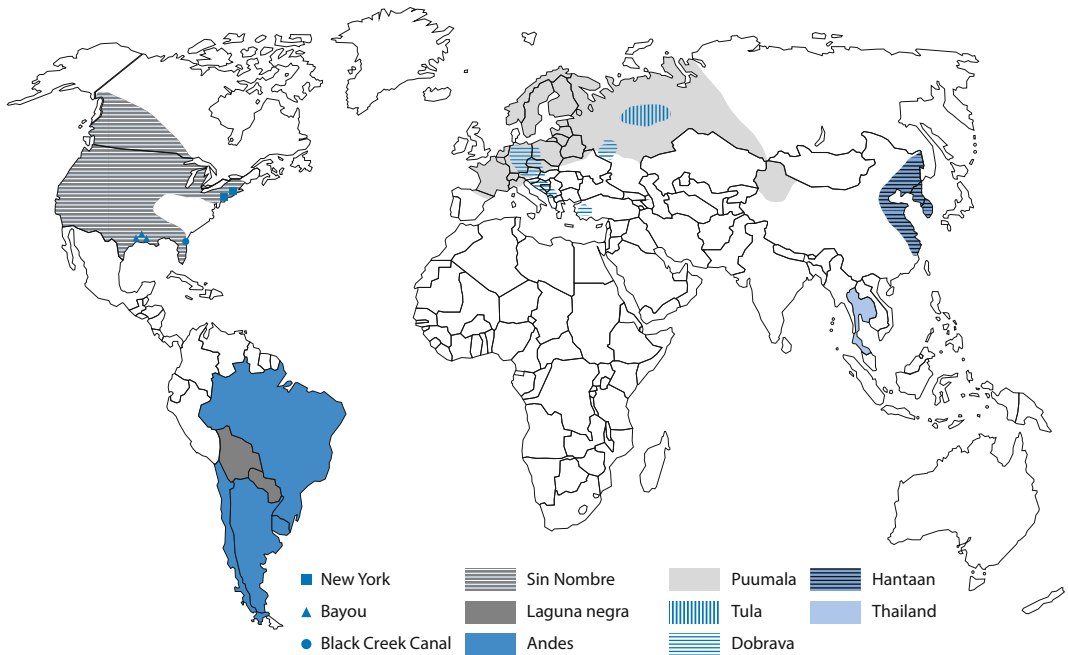 New York
Bayou
Black Creek Canal
Sin Nombre
Laguna negra
Andes
Puumala
Tula
Dobrava
Hantaan
Thailand